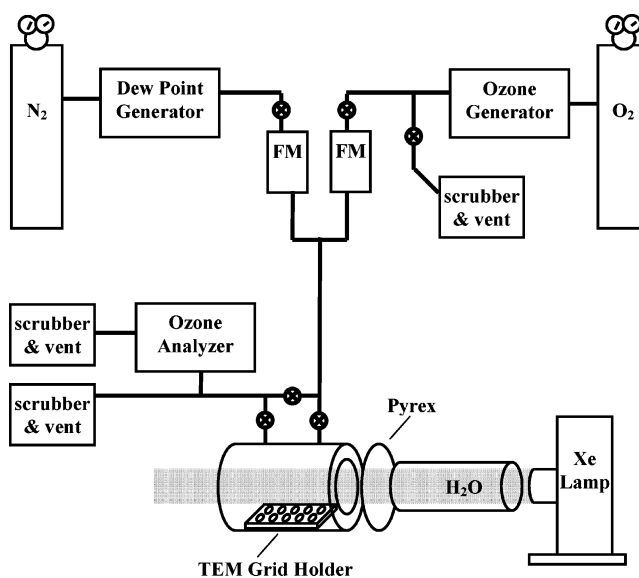 N₂
Dew Point
Generator
FM
FM
Ozone
Generator
O₂
scrubber
& vent
scrubber
& vent
Ozone
Analyzer
scrubber
& vent
Pyrex
H₂O
Xe
Lamp
TEM Grid Holder